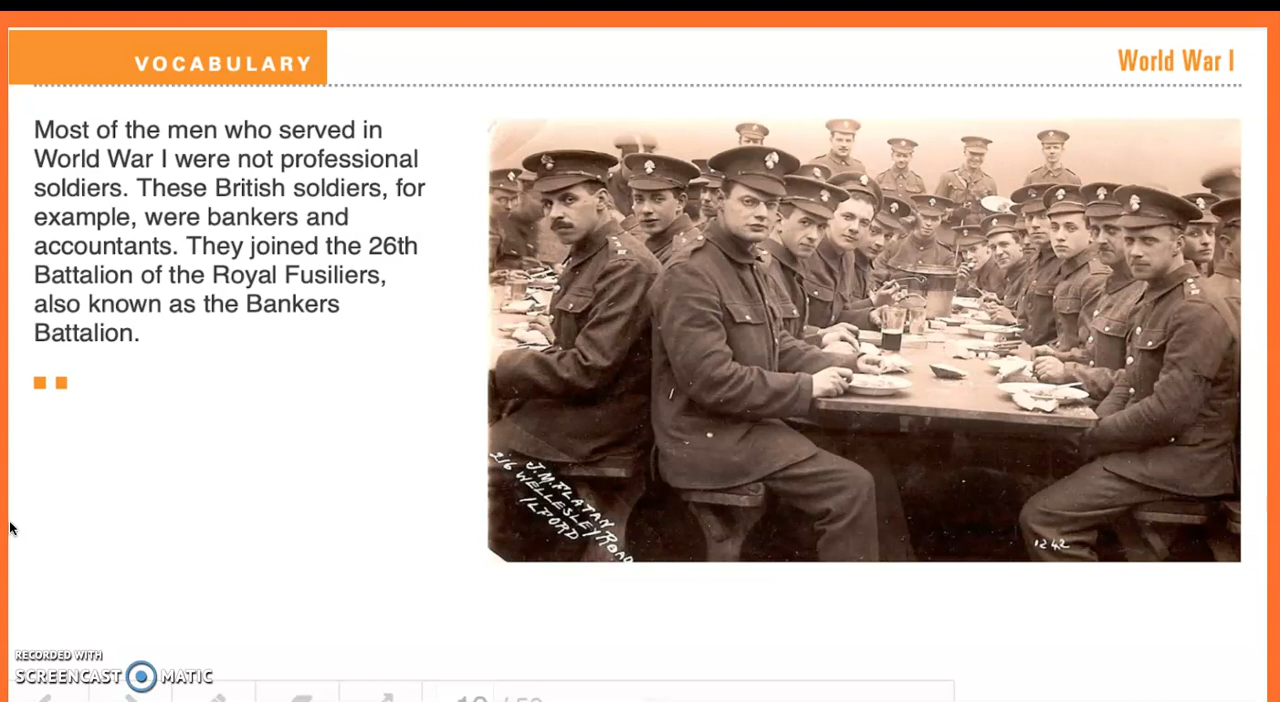 VOCABULARY
World War I
Most of the men who served in
World War I were not professional
soldiers. These British soldiers, for
example, were bankers and
accountants. They joined the 26th
Battalion of the Royal Fusiliers,
also known as the Bankers
Battalion.
J.M.FLATAN
216 WELLESLEY ROAD
ILFORD
1242
RECORDED WITH
SCREENCAST MATIC